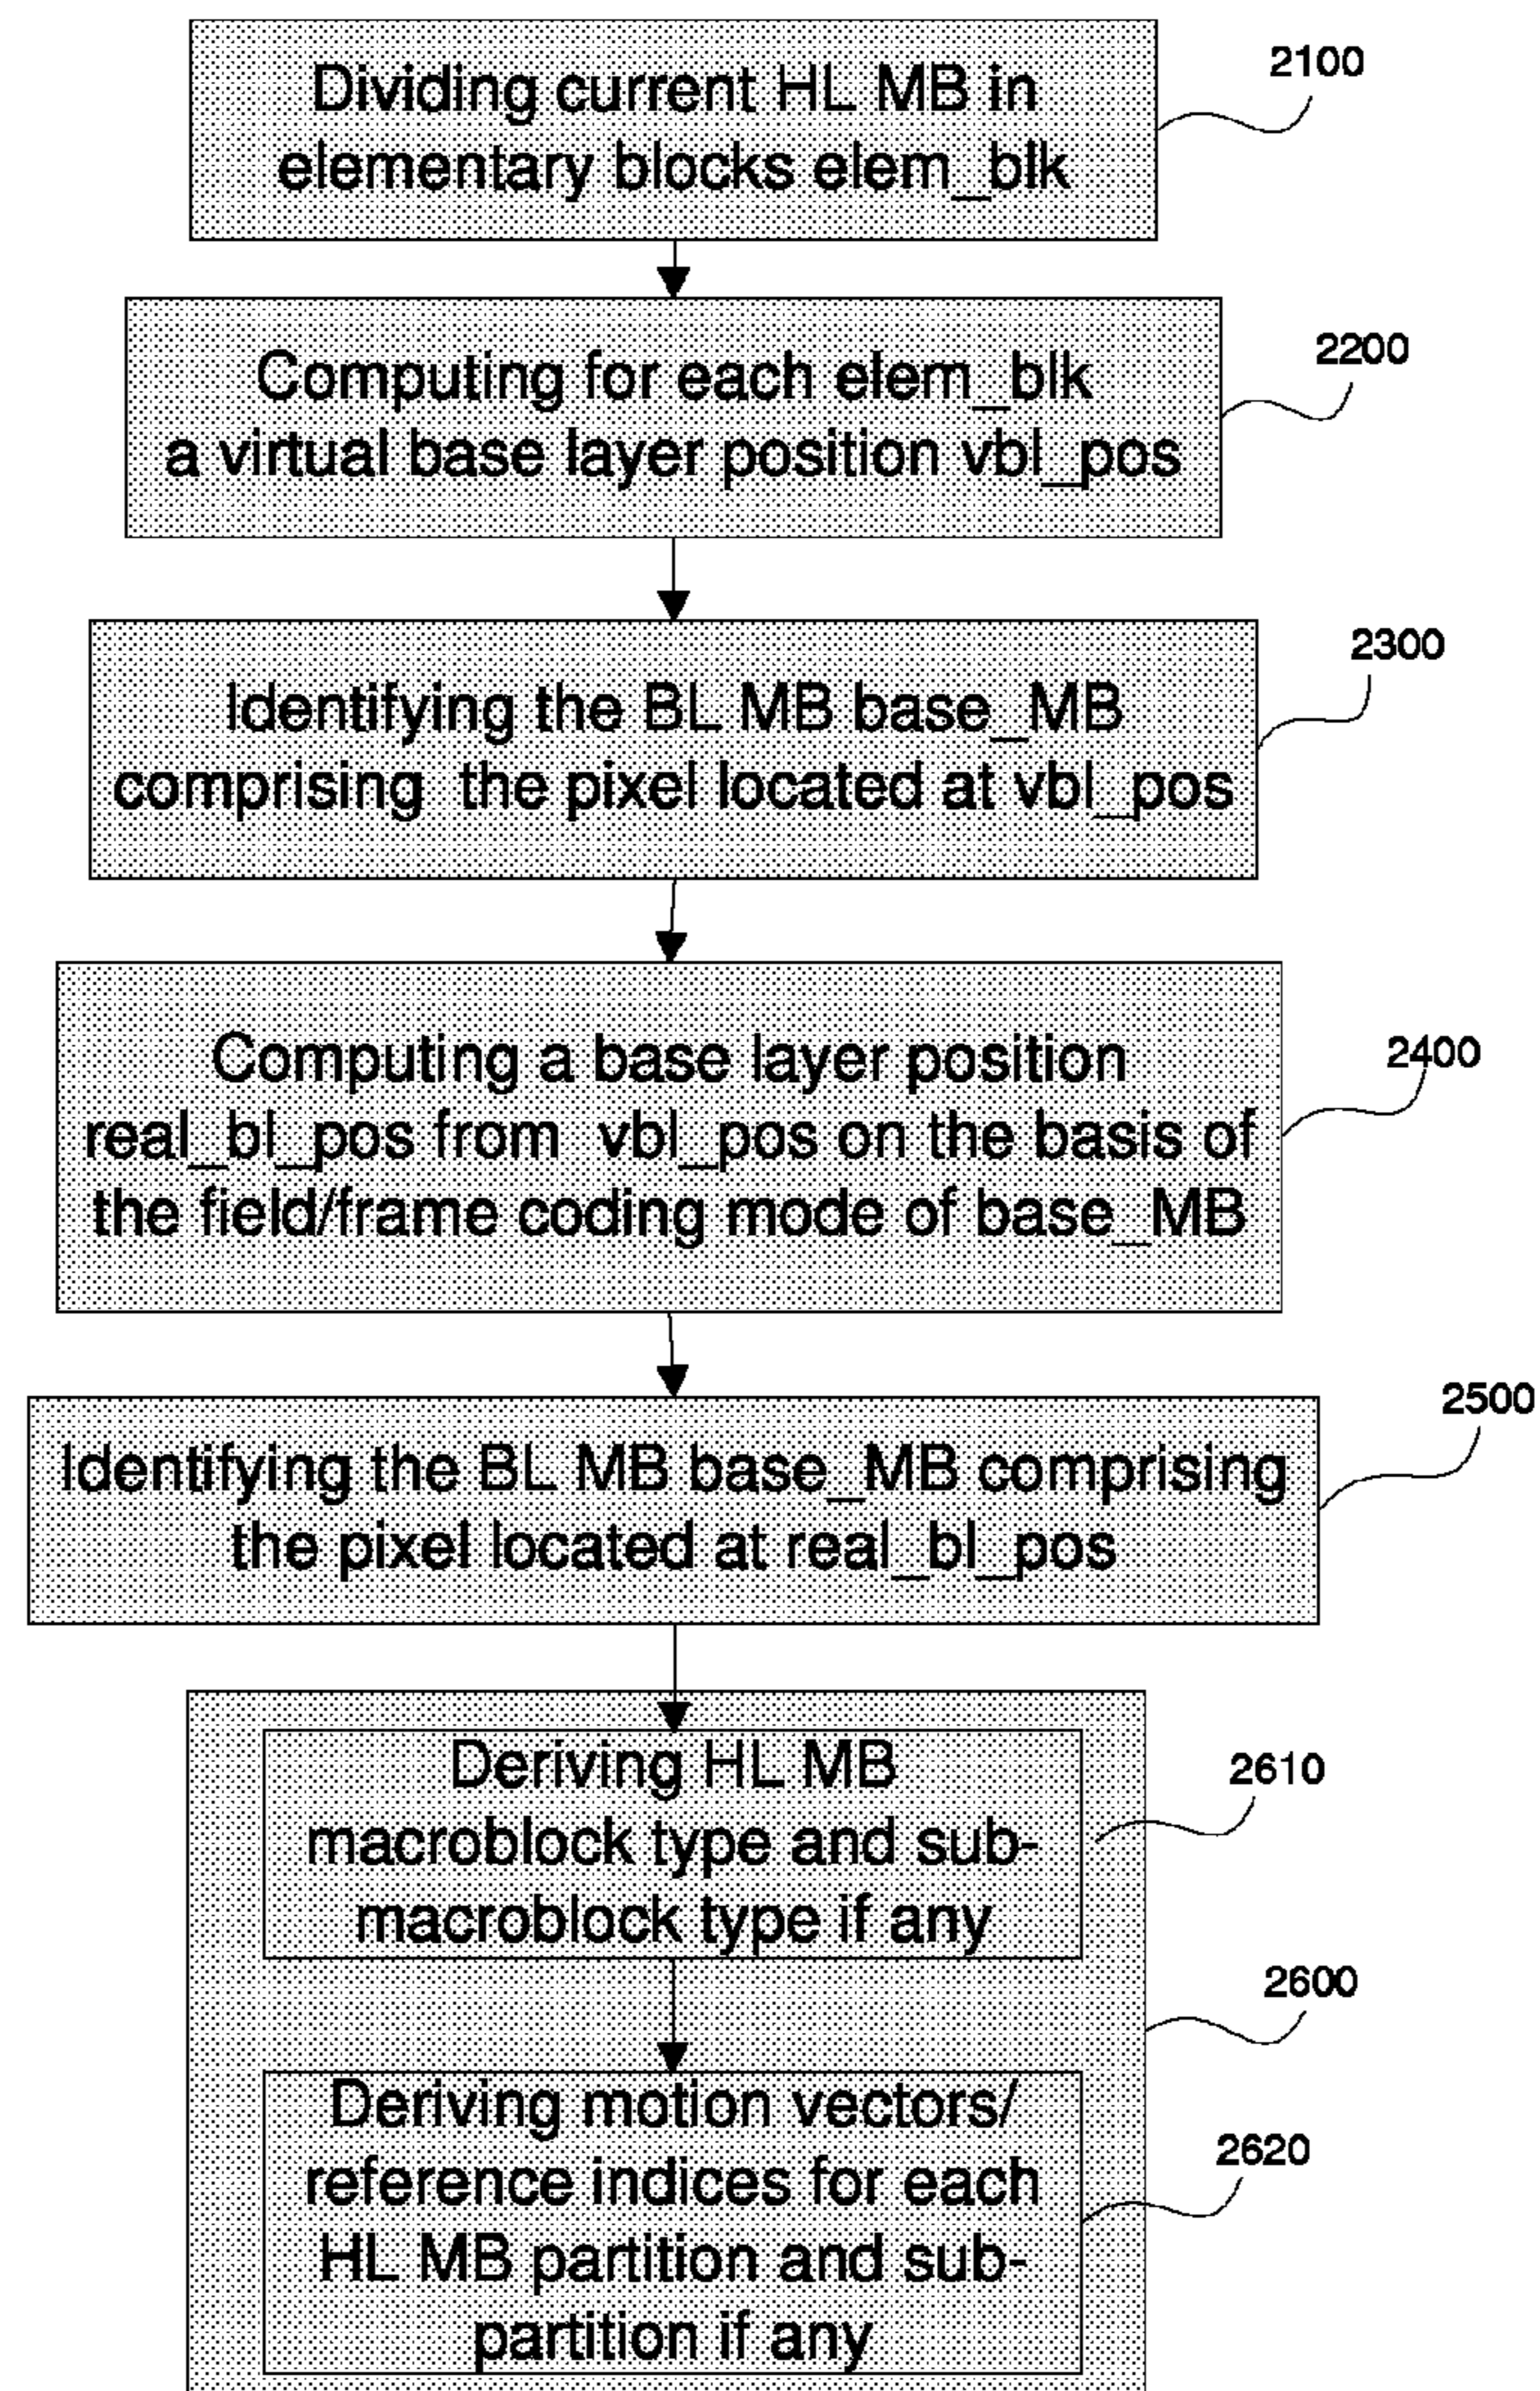 Dividing current HL MB in
elementary blocks elem_blk
2100
Computing for each elem_blk
a virtual base layer position vbl_pos
2200
Identifying the BL MB base_MB
comprising the pixel located at vbl_pos
2300
Computing a base layer position
real_bl_pos from vbl_pos on the basis of
the field/frame coding mode of base_MB
2400
Identifying the BL MB base_MB comprising
the pixel located at real_bl_pos
2500
Deriving HL MB
macroblock type and sub-
macroblock type if any
2610
2600
Deriving motion vectors/
reference indices for each
HL MB partition and sub-
partition if any
2620